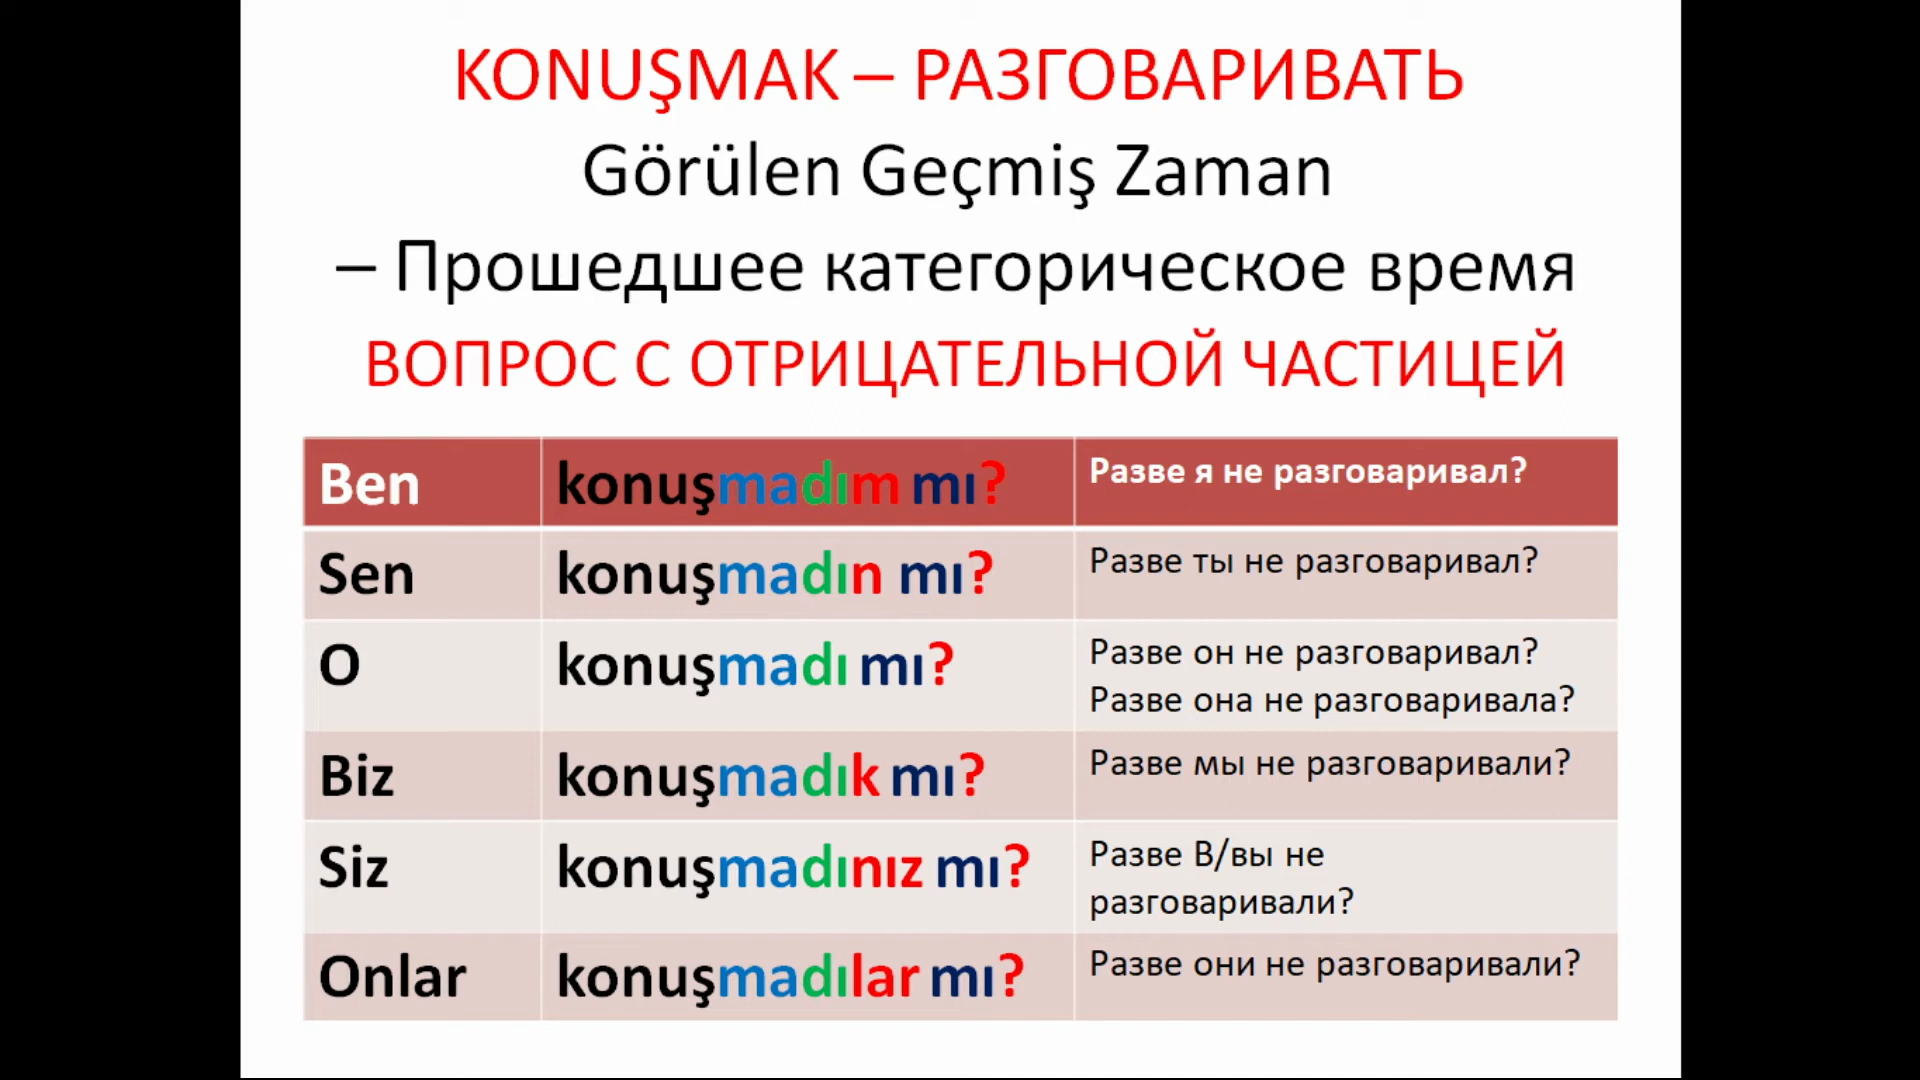 KONUŞMAK – РАЗГОВАРИВАТЬ
Görülen Geçmiş Zaman
– Прошедшее категорическое время
ВОПРОС С ОТРИЦАТЕЛЬНОЙ ЧАСТИЦЕЙ
Ben konuşmadım mı? Разве я не разговаривал?
Sen konuşmadın mı? Разве ты не разговаривал?
O konuşmadı mı? Разве он не разговаривал?
Разве она не разговаривала?
Biz konuşmadık mı? Разве мы не разговаривали?
Siz konuşmadınız mı? Разве В/вы не
разговаривали?
Onlar konuşmadılar mı? Разве они не разговаривали?